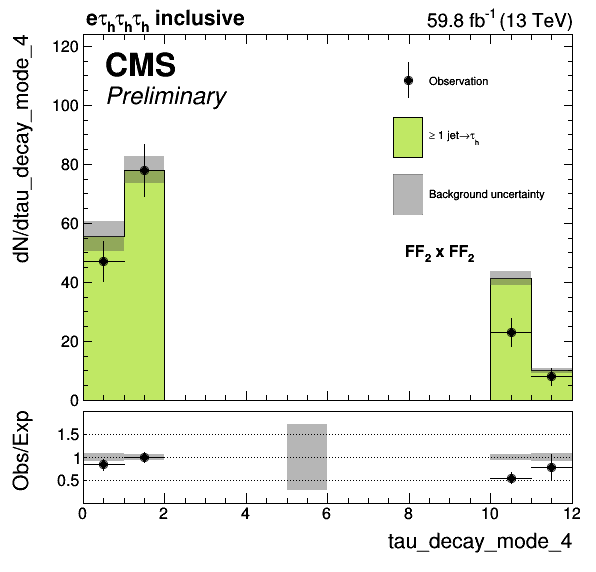 eτhτhτh inclusive
59.8 fb-1 (13 TeV)
dN/dtau_decay_mode_4
120
100
80
60
40
20
0
CMS
Preliminary
Observation
≥ 1 jet→τh
Background uncertainty
FF2 x FF2
Obs/Exp
1.5
1
0.5
0 2 4 6 8 10 12
tau_decay_mode_4